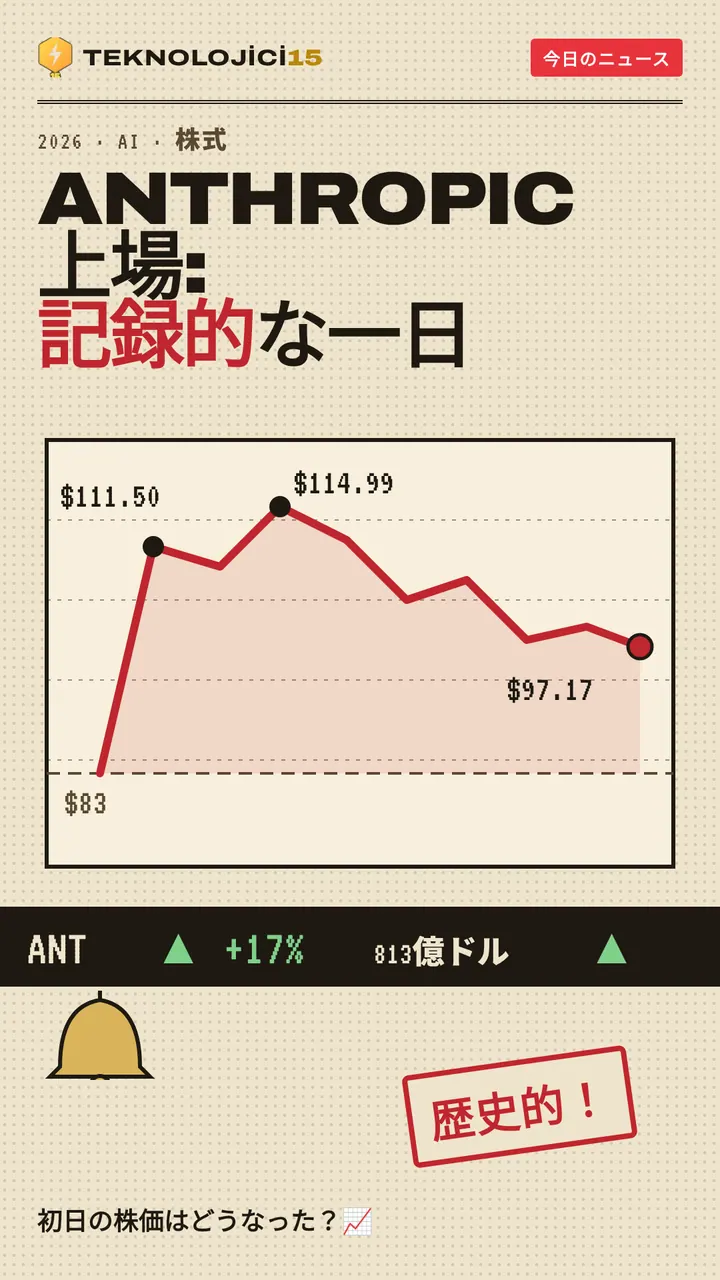 TEKNOLOJİCİ15
今日のニュース
2026 · AI · 株式
ANTHROPIC
上場:
記録的な一日
$111.50
$114.99
$97.17
$83
ANT ▲ +17% 813億ドル ▲
歴史的！
初日の株価はどうなった？📈